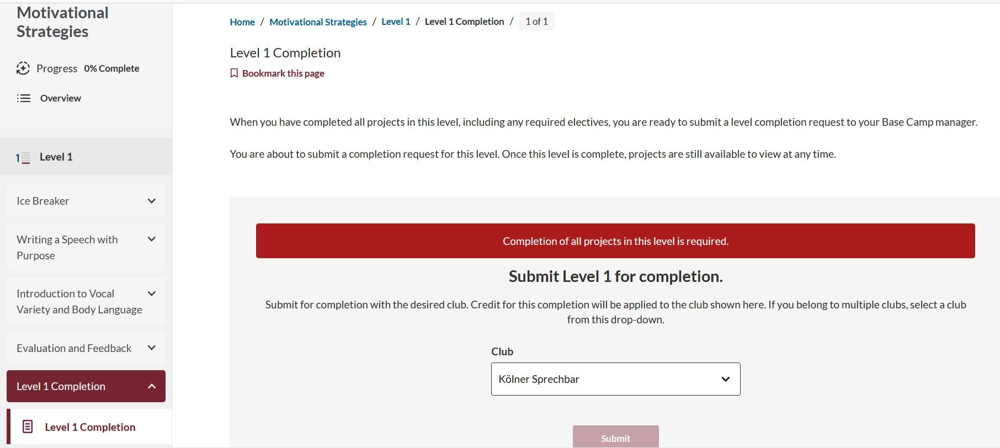 Motivational
Strategies
Progress 0% Complete
Overview
1 Level 1
Ice Breaker
Writing a Speech with
Purpose
Introduction to Vocal
Variety and Body Language
Evaluation and Feedback
Level 1 Completion
Level 1 Completion
Home / Motivational Strategies / Level 1 / Level 1 Completion / 1 of 1
Level 1 Completion
Bookmark this page
When you have completed all projects in this level, including any required electives, you are ready to submit a level completion request to your Base Camp manager.
You are about to submit a completion request for this level. Once this level is complete, projects are still available to view at any time.
Completion of all projects in this level is required.
Submit Level 1 for completion.
Submit for completion with the desired club. Credit for this completion will be applied to the club shown here. If you belong to multiple clubs, select a club
from this drop-down.
Club
Kölner Sprechbar
Submit